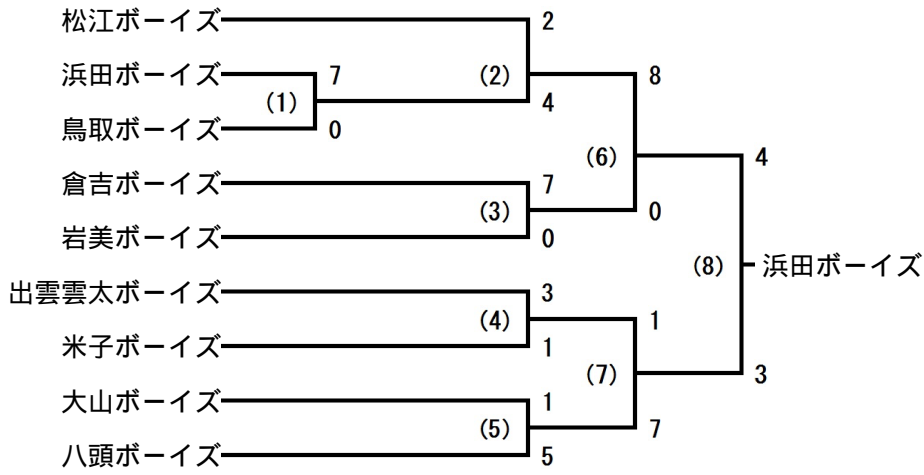 松江ボーイズ 2
浜田ボーイズ 7 (2) 8
(1) 4
鳥取ボーイズ 0
(6) 4
倉吉ボーイズ 7
(3) 0
岩美ボーイズ 0
(8) 浜田ボーイズ
出雲雲太ボーイズ 3
(4) 1
米子ボーイズ 1
(7) 3
大山ボーイズ 1
(5) 7
八頭ボーイズ 5